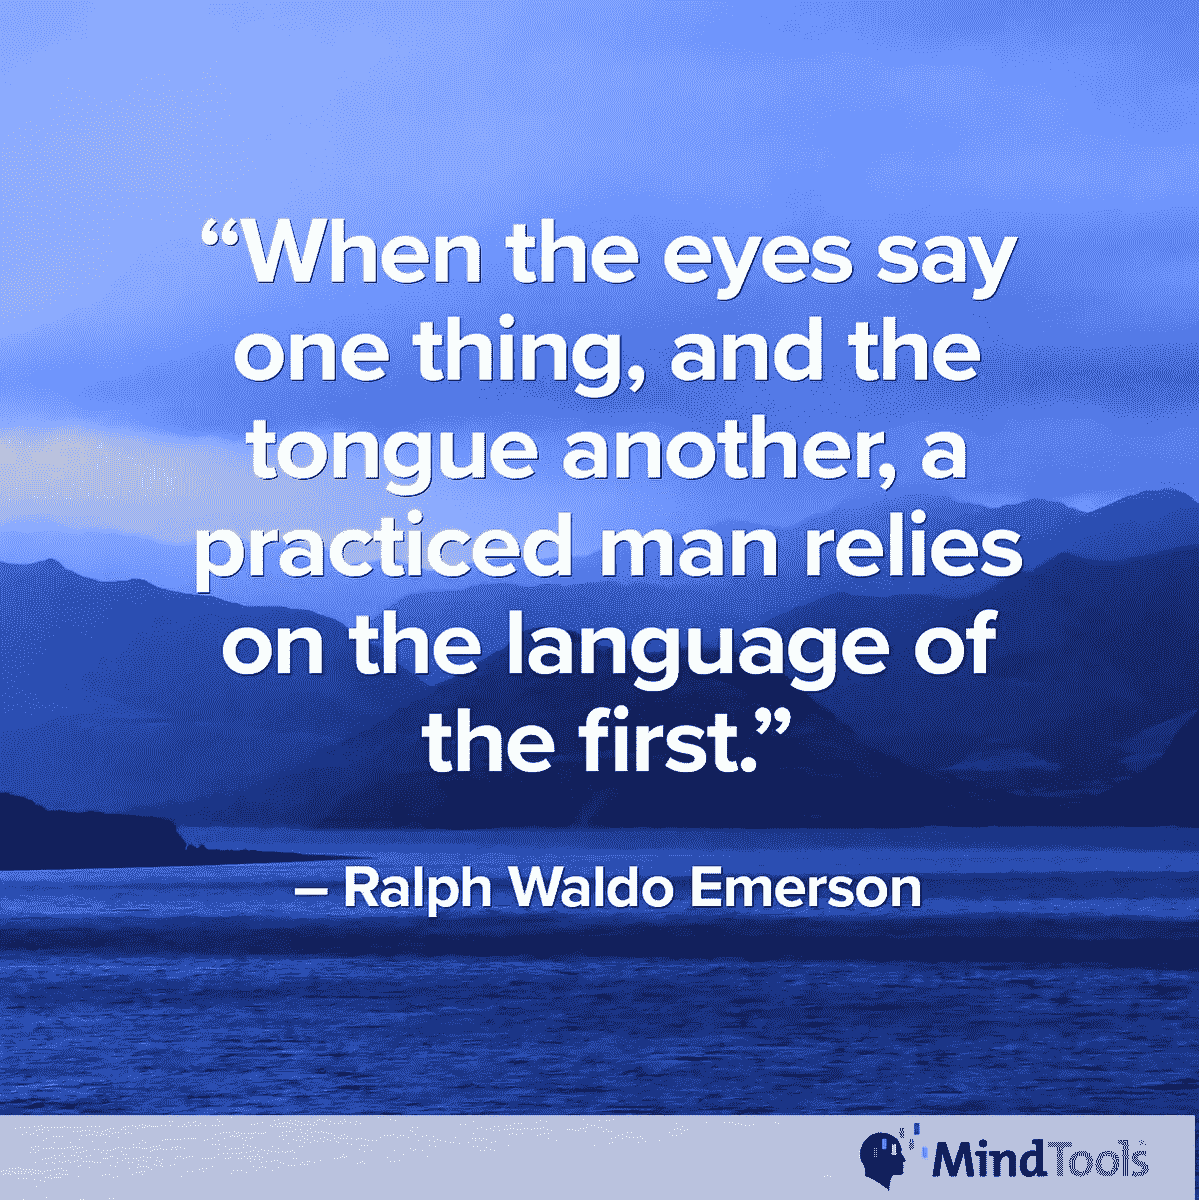 “When the eyes say
one thing, and the
tongue another, a
practiced man relies
on the language of
the first.”
– Ralph Waldo Emerson
MindTools